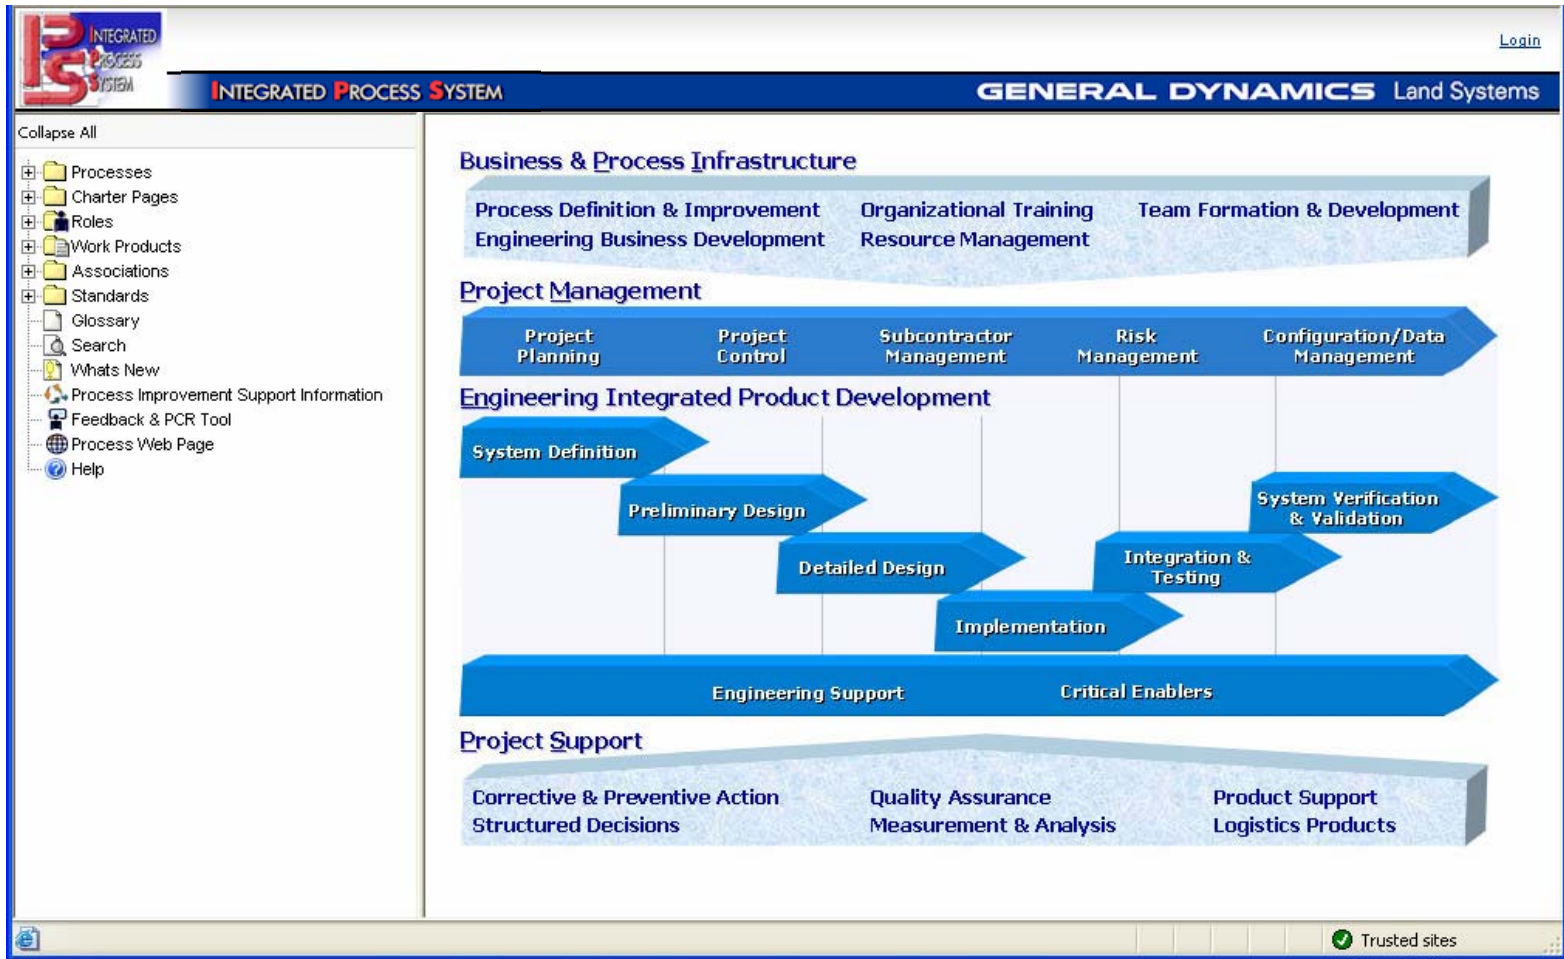 INTEGRATED
PROCESS
SYSTEM
Login
INTEGRATED PROCESS SYSTEM
GENERAL DYNAMICS Land Systems
Collapse All
Processes
Charter Pages
Roles
Work Products
Associations
Standards
Glossary
Search
Whats New
Process Improvement Support Information
Feedback & PCR Tool
Process Web Page
Help
Business & Process Infrastructure
Process Definition & Improvement Organizational Training Team Formation & Development
Engineering Business Development Resource Management
Project Management
Project Project Subcontractor Risk Configuration/Data
Planning Control Management Management Management
Engineering Integrated Product Development
System Definition
Preliminary Design
Detailed Design
Implementation
Integration &
Testing
System Verification
& Validation
Engineering Support Critical Enablers
Project Support
Corrective & Preventive Action Quality Assurance Product Support
Structured Decisions Measurement & Analysis Logistics Products
Trusted sites